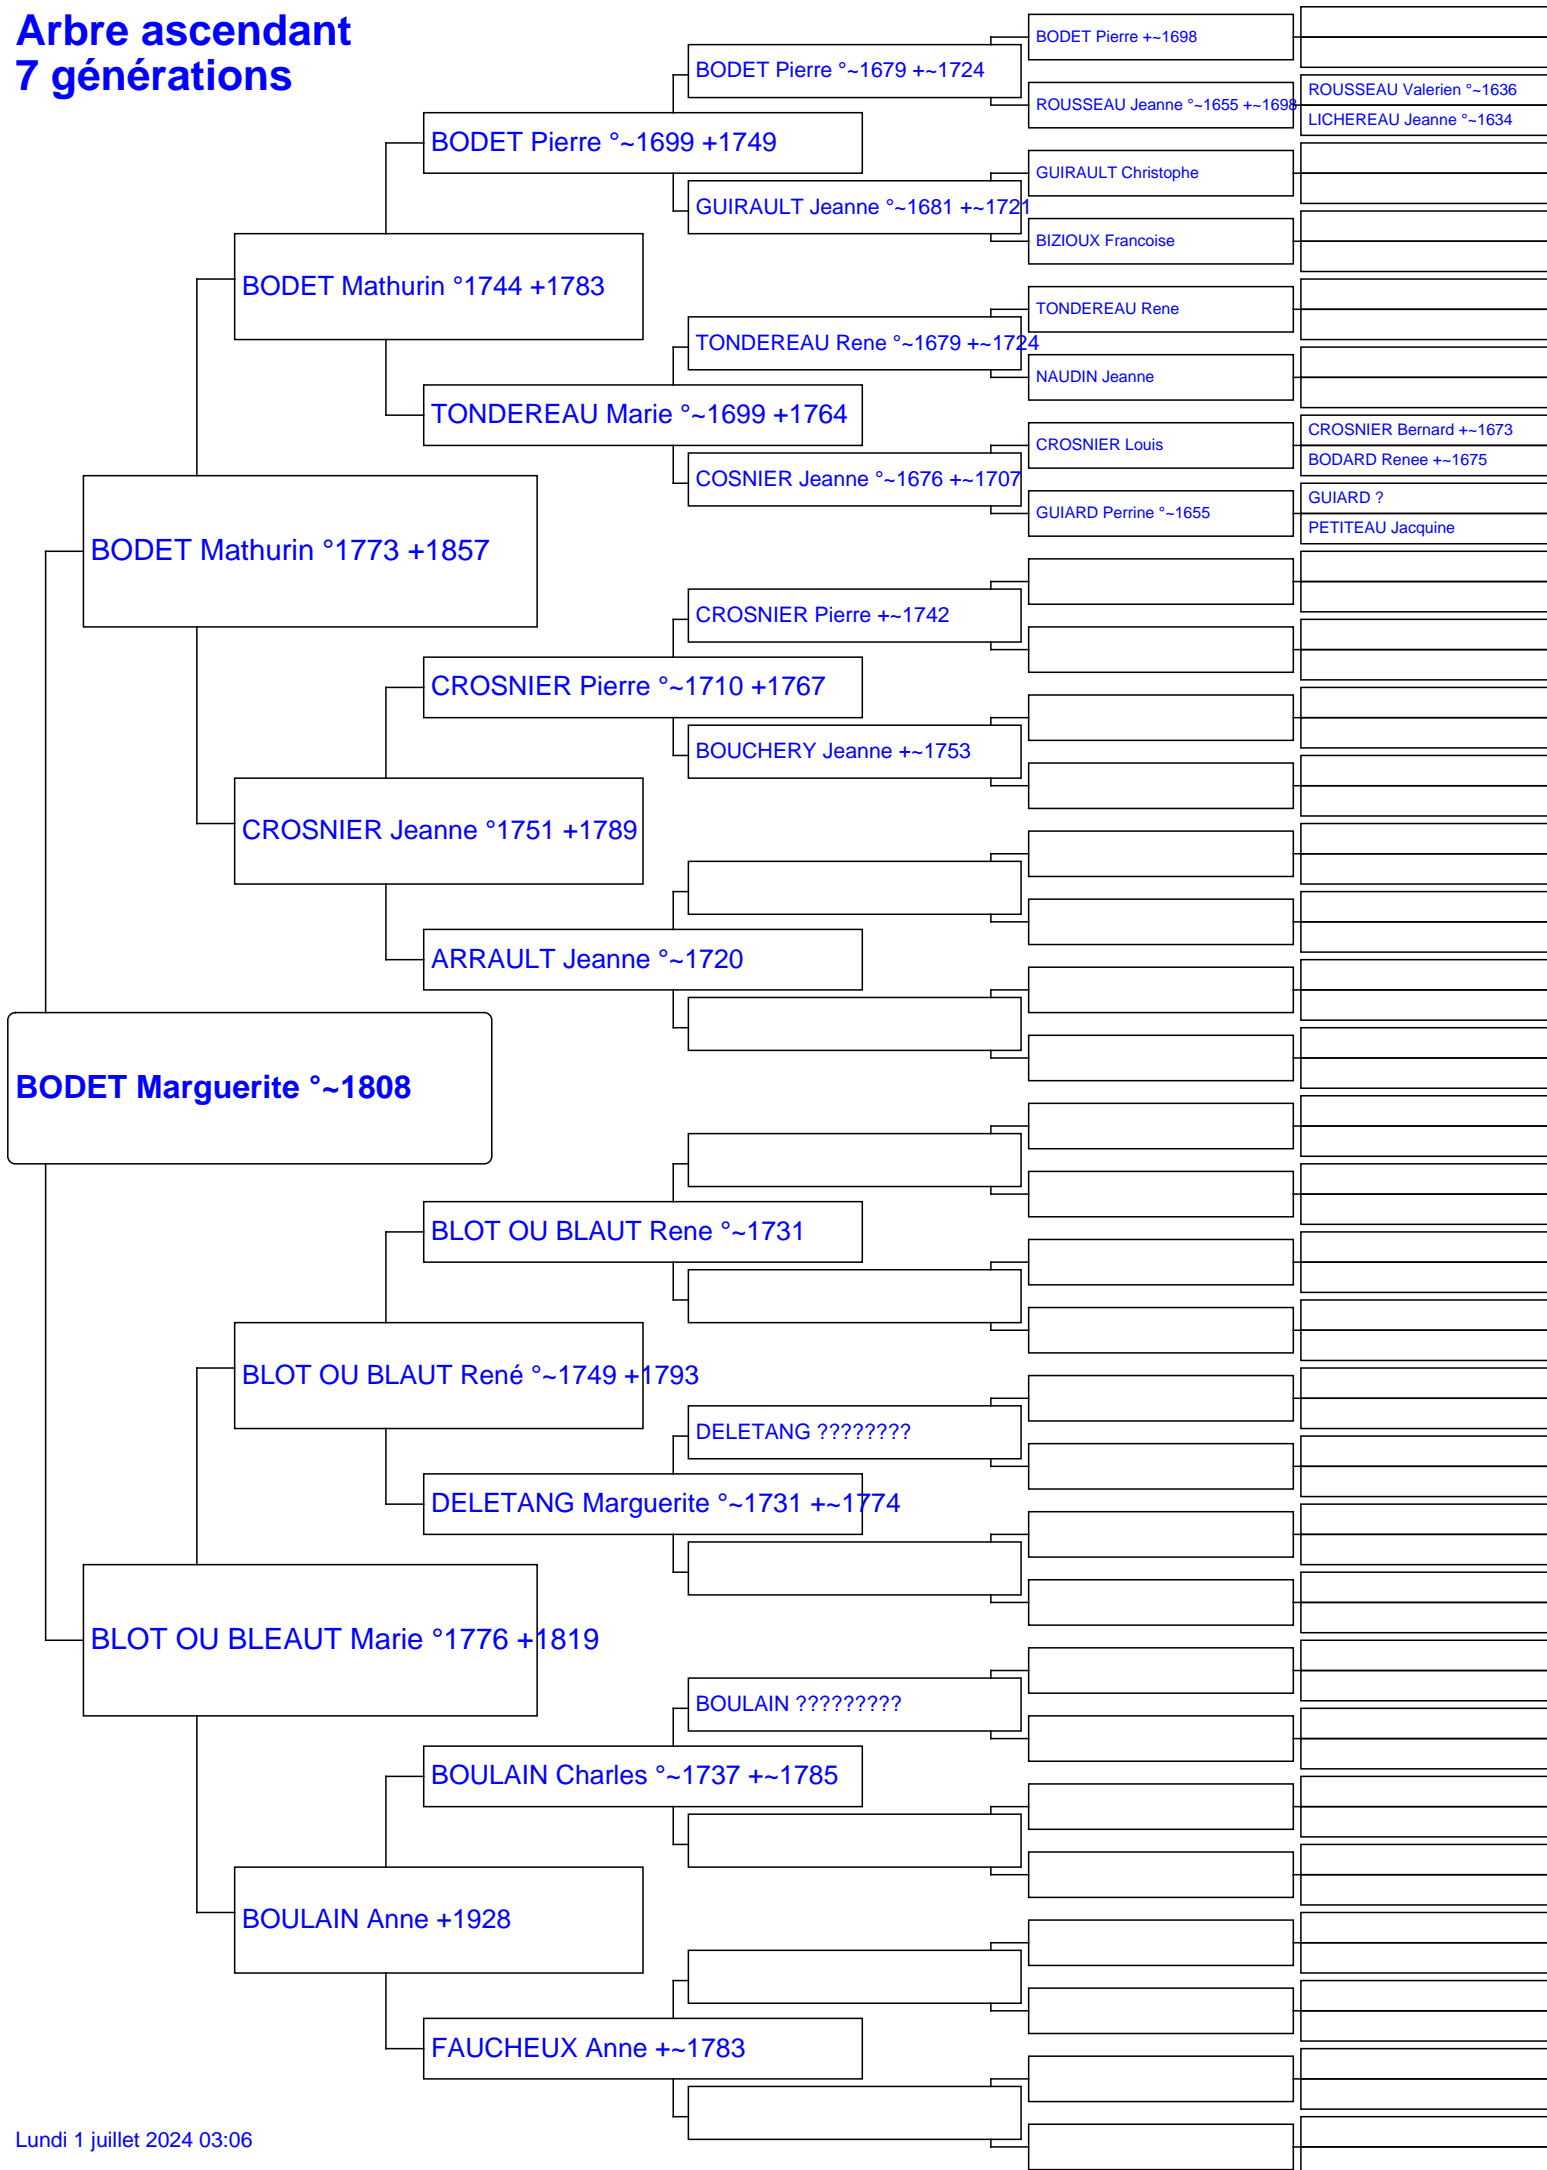 Arbre ascendant
7 générations
BODET Marguerite °~1808
BODET Mathurin °1773 +1857
BLOT OU BLEAUT Marie °1776 +1819
BODET Mathurin °1744 +1783
CROSNIER Jeanne °1751 +1789
BLOT OU BLAUT René °~1749 +1793
BOULAIN Anne +1928
BODET Pierre °~1699 +1749
TONDEREAU Marie °~1699 +1764
CROSNIER Pierre °~1710 +1767
ARRAULT Jeanne °~1720
BLOT OU BLAUT Rene °~1731
DELETANG Marguerite °~1731 +~1774
BOULAIN Charles °~1737 +~1785
FAUCHEUX Anne +~1783
BODET Pierre °~1679 +~1724
GUIRAULT Jeanne °~1681 +~1721
TONDEREAU Rene °~1679 +~1724
COSNIER Jeanne °~1676 +~1707
CROSNIER Pierre +~1742
BOUCHERY Jeanne +~1753
DELETANG ????????
BOULAIN ?????????
BODET Pierre +~1698
ROUSSEAU Jeanne °~1655 +~1698
GUIRAULT Christophe
BIZIOUX Francoise
TONDEREAU Rene
NAUDIN Jeanne
CROSNIER Louis
GUIARD Perrine °~1655
ROUSSEAU Valerien °~1636
LICHEREAU Jeanne °~1634
CROSNIER Bernard +~1673
BODARD Renee +~1675
GUIARD ?
PETITEAU Jacquine
Lundi 1 juillet 2024 03:06